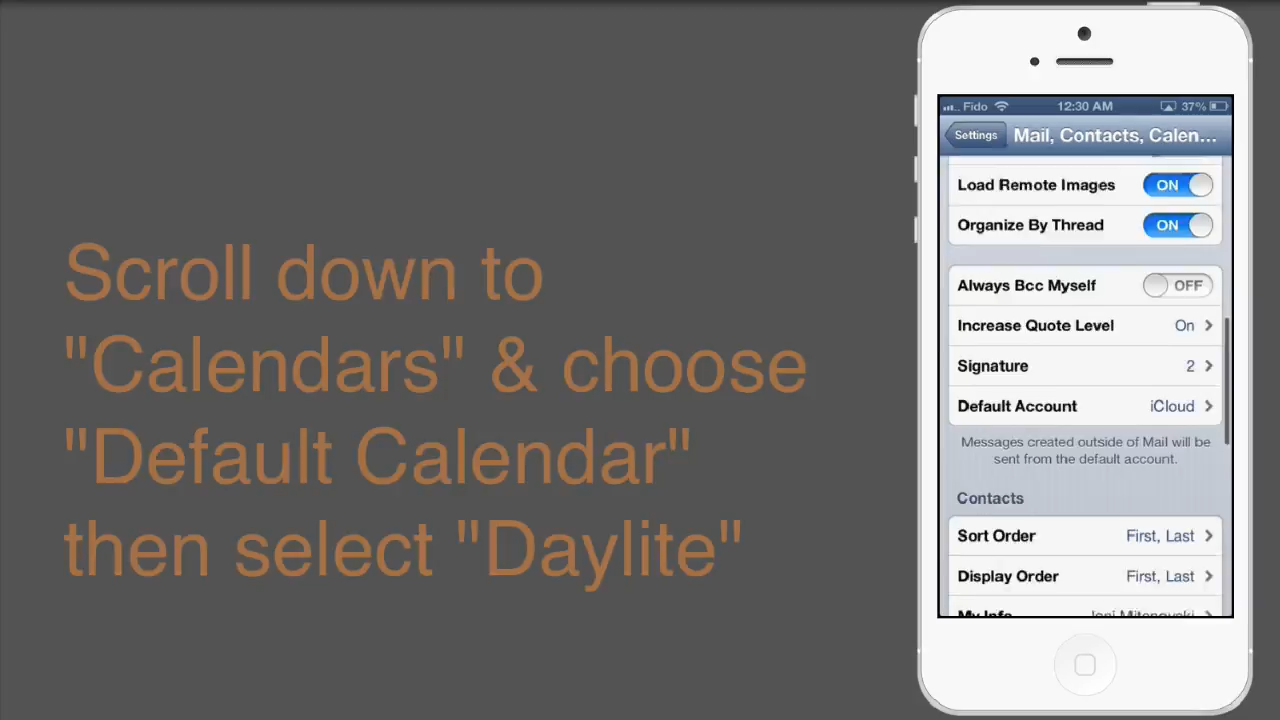 Scroll down to
"Calendars" & choose
"Default Calendar"
then select "Daylite"
Fido 12:30 AM 37%
Settings Mail, Contacts, Calen...
Load Remote Images ON
Organize By Thread ON
Always Bcc Myself OFF
Increase Quote Level On
Signature 2
Default Account iCloud
Messages created outside of Mail will be
sent from the default account.
Contacts
Sort Order First, Last
Display Order First, Last
My Info